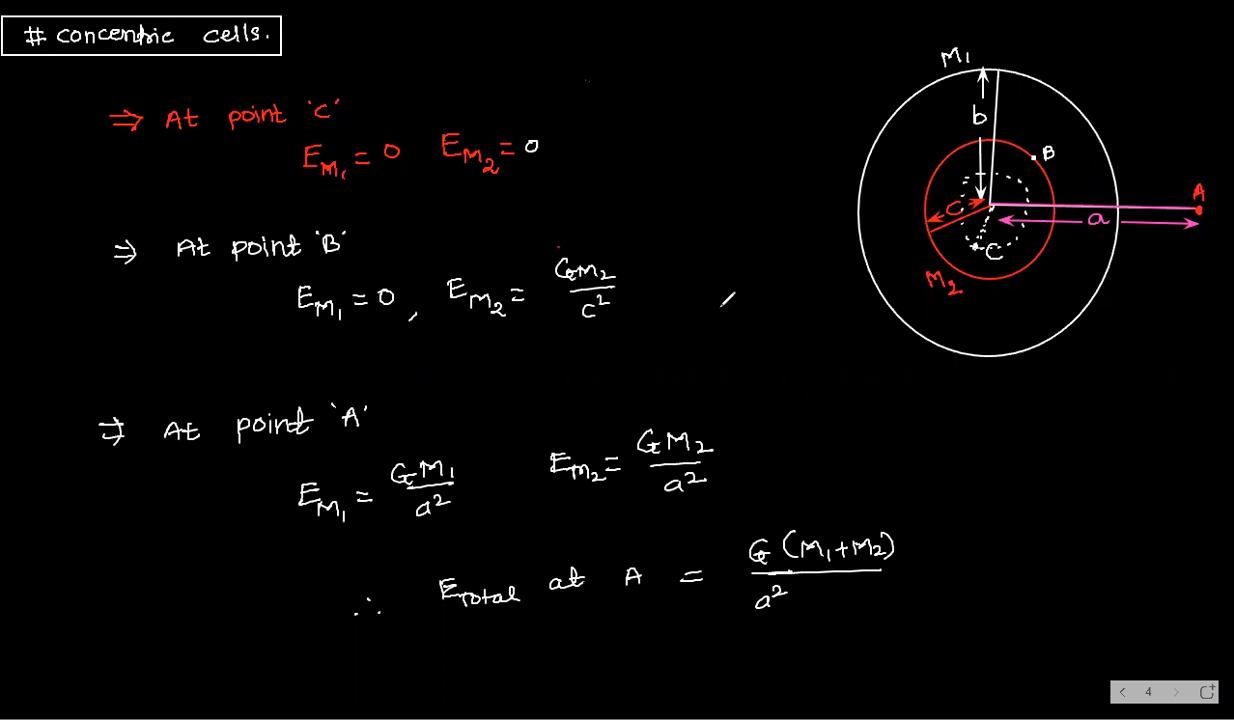 # concentric cells.
⇒ At point 'C'
E_M₁ = 0 E_M₂ = 0
⇒ At point 'B'
E_M₁ = 0 , E_M₂ = GM₂/c²
⇒ At point 'A'
E_M₁ = GM₁/a² E_M₂ = GM₂/a²
∴ E_Total at A = G (M₁+M₂)/a²
M₁
b
B
A
C
a
C
M₂
4